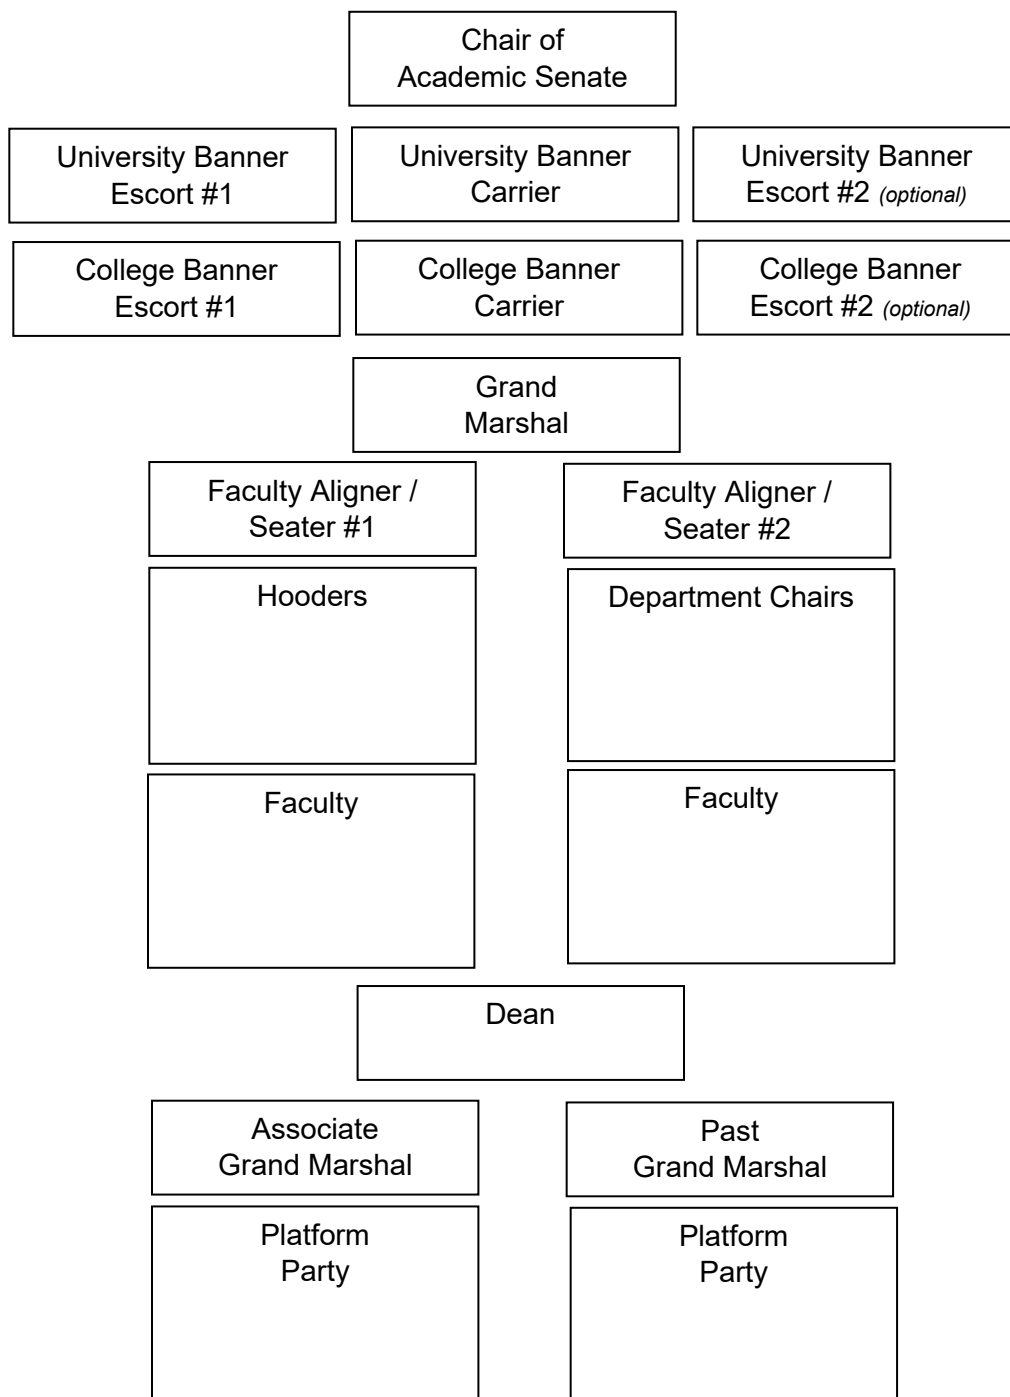 Chair of
Academic Senate
University Banner
Escort #1
University Banner
Carrier
University Banner
Escort #2 (optional)
College Banner
Escort #1
College Banner
Carrier
College Banner
Escort #2 (optional)
Grand
Marshal
Faculty Aligner /
Seater #1
Faculty Aligner /
Seater #2
Hooders
Department Chairs
Faculty
Faculty
Dean
Associate
Grand Marshal
Past
Grand Marshal
Platform
Party
Platform
Party